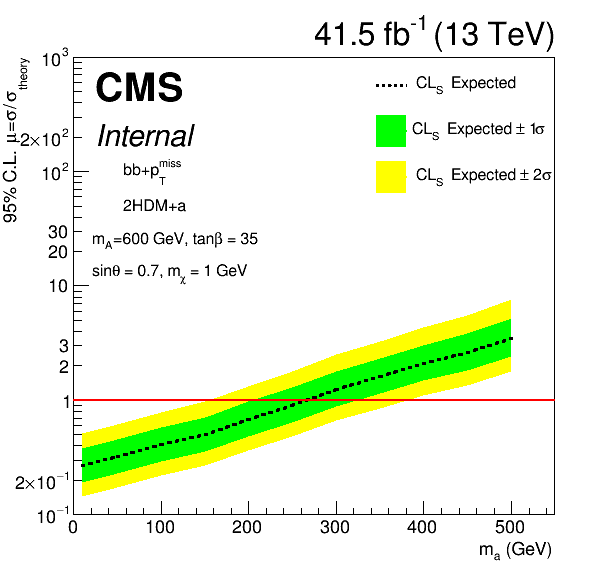 41.5 fb⁻¹ (13 TeV)
95% C.L. μ=σ/σ_theory
10³
2×10²
10²
30
20
10
3
2
1
2×10⁻¹
10⁻¹
CMS
Internal
bb+p_T^miss
2HDM+a
m_A=600 GeV, tanβ = 35
sinθ = 0.7, m_χ = 1 GeV
CL_S Expected
CL_S Expected ± 1σ
CL_S Expected ± 2σ
0 100 200 300 400 500
m_a (GeV)